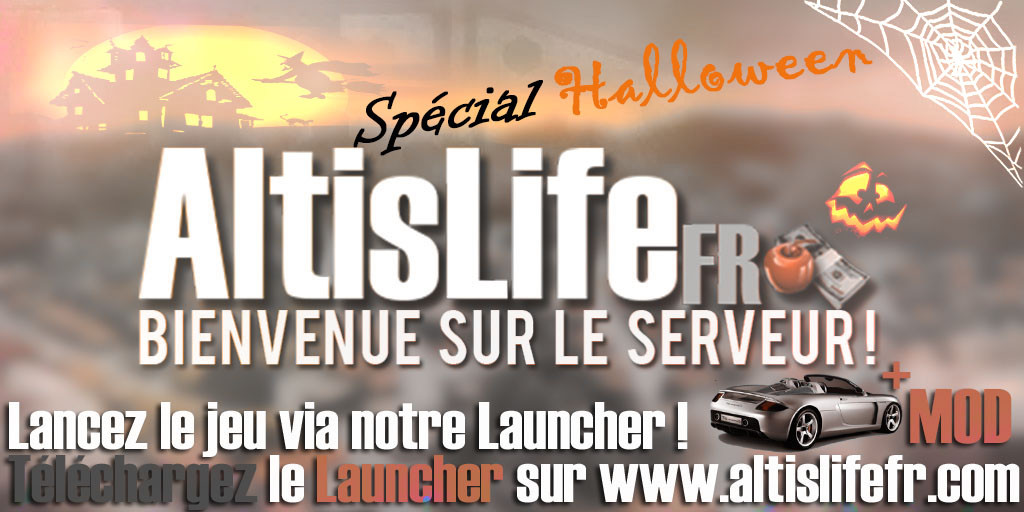 Spécial Halloween
AltisLifeFR
BIENVENUE SUR LE SERVEUR !
+ MOD
Lancez le jeu via notre Launcher !
Téléchargez le Launcher sur www.altislifefr.com